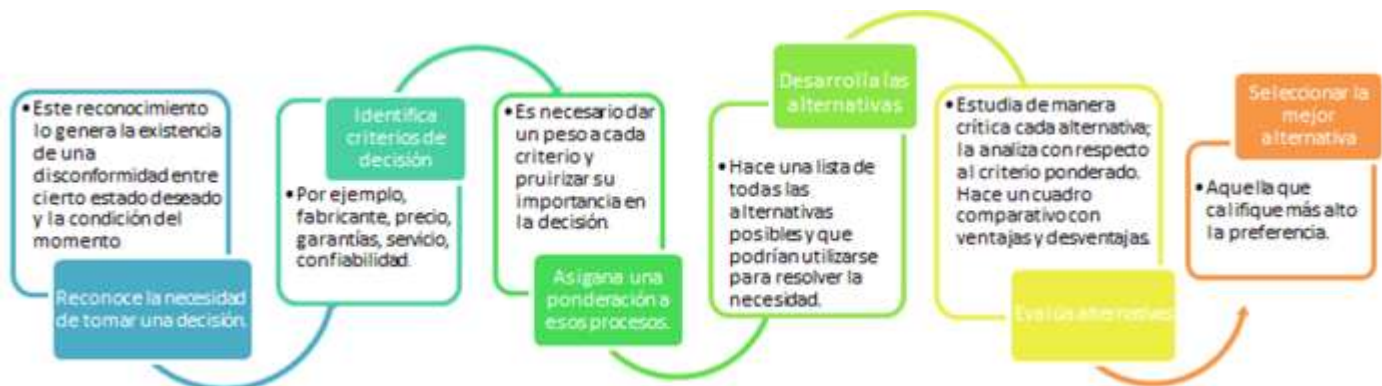 • Este reconocimiento
lo genera la existencia
de una
disconformidad entre
cierto estado deseado
y la condición del
momento
Reconoce la necesidad
de tomar una decisión.
Identifica
criterios de
decisión
• Por ejemplo,
fabricante, precio,
garantías, servicio,
confiabilidad.
• Es necesario dar
un peso a cada
criterio y
pruirizar su
importancia en
la decisión
Asigana una
ponderación a
esos procesos.
Desarrolla las
alternativas
• Hace una lista de
todas las
alternativas
posibles y que
podrían utilizarse
para resolver la
necesidad.
• Estudia de manera
crítica cada alternativa;
la analiza con respecto
al criterio ponderado.
Hace un cuadro
comparativo con
ventajas y desventajas.
Evalúa alternativas
Seleccionar la
mejor
alternativa
• Aquella que
califique más alto
la preferencia.